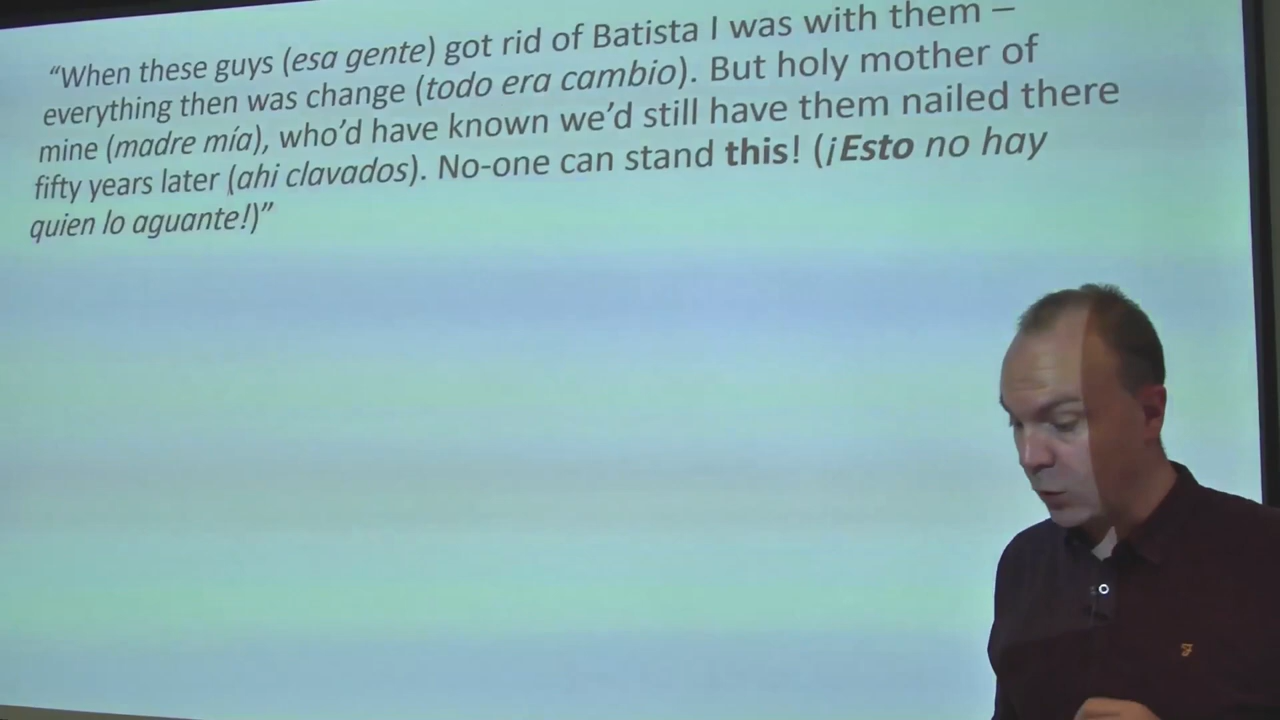 “When these guys (esa gente) got rid of Batista I was with them –
everything then was change (todo era cambio). But holy mother of
mine (madre mía), who’d have known we’d still have them nailed there
fifty years later (ahi clavados). No-one can stand this! (¡Esto no hay
quien lo aguante!)”